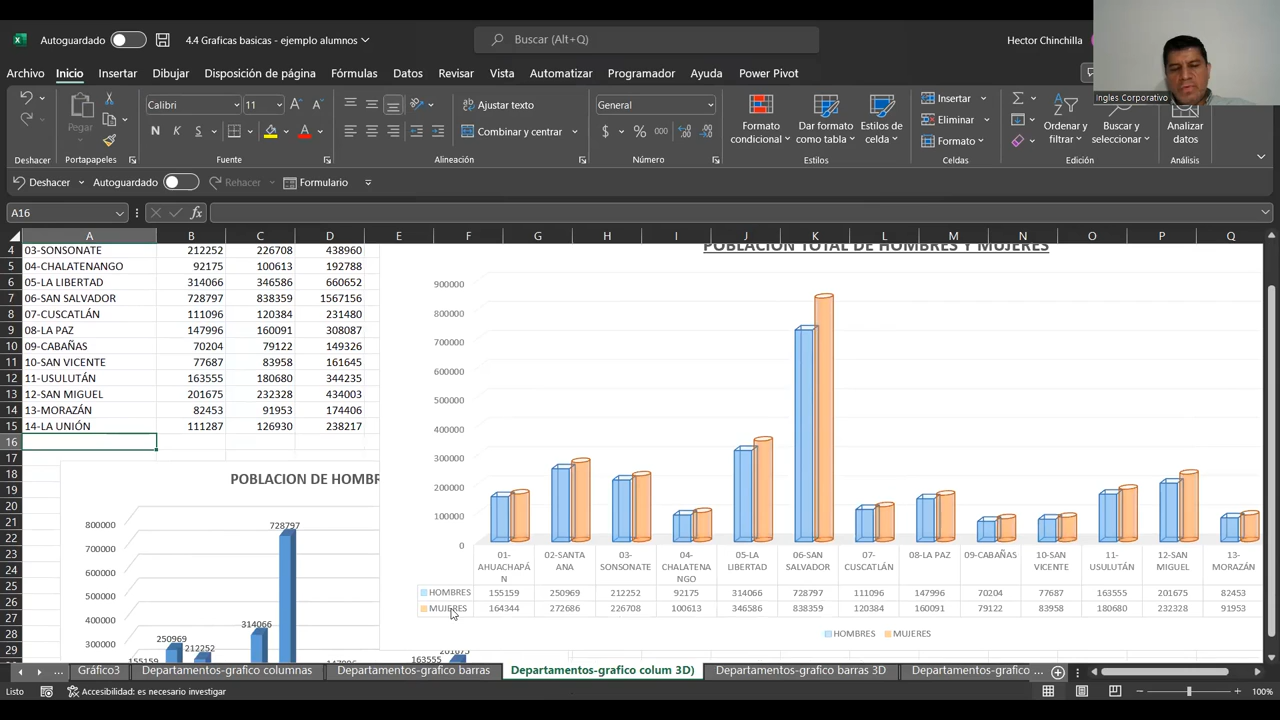 Autoguardado
4.4 Graficas basicas - ejemplo alumnos
Buscar (Alt+Q)
Hector Chinchilla
Ingles Corporativo
Archivo Inicio Insertar Dibujar Disposición de página Fórmulas Datos Revisar Vista Automatizar Programador Ayuda Power Pivot
Pegar
Calibri 11
N K S
Ajustar texto
Combinar y centrar
General
$ % 000
Formato condicional
Dar formato como tabla
Estilos de celda
Insertar
Eliminar
Formato
Ordenar y filtrar
Buscar y seleccionar
Analizar datos
Deshacer Portapapeles Fuente Alineación Número Estilos Celdas Edición Análisis
Deshacer Autoguardado Rehacer Formulario
A16 fx
A B C D E F G H I J K L M N O P Q
4 03-SONSONATE 212252 226708 438960
5 04-CHALATENANGO 92175 100613 192788
6 05-LA LIBERTAD 314066 346586 660652
7 06-SAN SALVADOR 728797 838359 1567156
8 07-CUSCATLÁN 111096 120384 231480
9 08-LA PAZ 147996 160091 308087
10 09-CABAÑAS 70204 79122 149326
11 10-SAN VICENTE 77687 83958 161645
12 11-USULUTÁN 163555 180680 344235
13 12-SAN MIGUEL 201675 232328 434003
14 13-MORAZÁN 82453 91953 174406
15 14-LA UNIÓN 111287 126930 238217
16
17
18
19
20
21
22
23
24
25
26
27
28
29
POBLACION DE HOMBR
800000
700000
600000
500000
400000
300000
728797
314066
250969
212252
155159
147996
163555
201675
POBLACION TOTAL DE HOMBRES Y MUJERES
900000
800000
700000
600000
500000
400000
300000
200000
100000
0
01-AHUACHAPÁN 02-SANTA ANA 03-SONSONATE 04-CHALATENANGO 05-LA LIBERTAD 06-SAN SALVADOR 07-CUSCATLÁN 08-LA PAZ 09-CABAÑAS 10-SAN VICENTE 11-USULUTÁN 12-SAN MIGUEL 13-MORAZÁN
HOMBRES 155159 250969 212252 92175 314066 728797 111096 147996 70204 77687 163555 201675 82453
MUJERES 164344 272686 226708 100613 346586 838359 120384 160091 79122 83958 180680 232328 91953
HOMBRES MUJERES
... Gráfico3 Departamentos-grafico columnas Departamentos-grafico barras Departamentos-grafico colum 3D) Departamentos-grafico barras 3D Departamentos-grafico ...
Listo Accesibilidad: es necesario investigar 100%